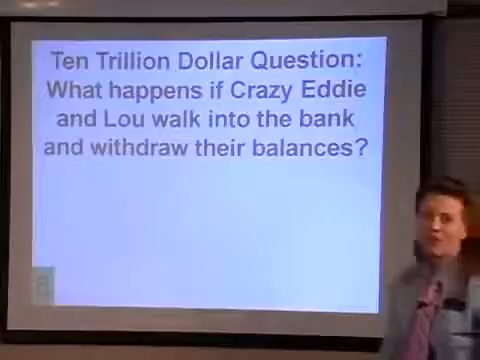 Ten Trillion Dollar Question:
What happens if Crazy Eddie
and Lou walk into the bank
and withdraw their balances?